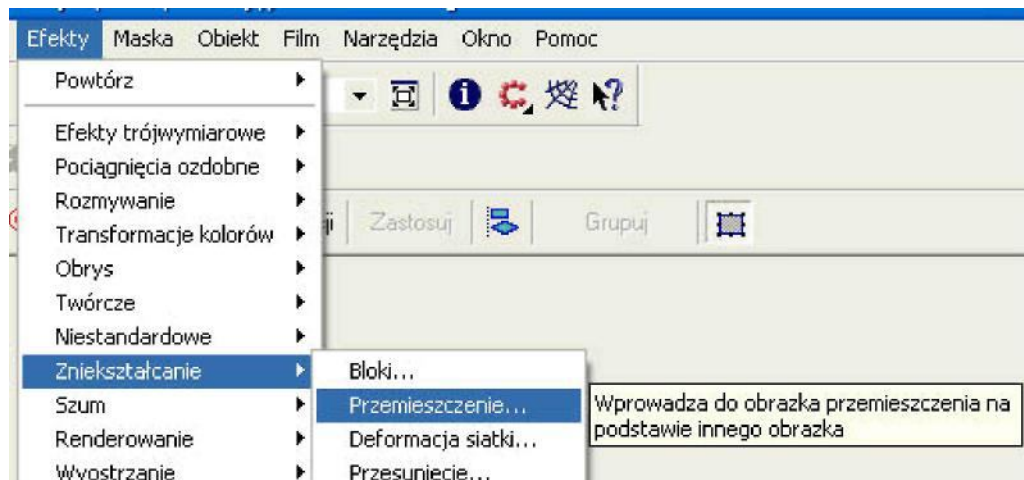 Efekty Maska Obiekt Film Narzędzia Okno Pomoc
Powtórz
Efekty trójwymiarowe
Pociągnięcia ozdobne
Rozmywanie
Transformacje kolorów
Zastosuj Grupuj
Obrys
Twórcze
Niestandardowe
Zniekształcanie
Bloki...
Szum
Przemieszczenie...
Wprowadza do obrazka przemieszczenia na
podstawie innego obrazka
Renderowanie
Deformacja siatki...
Wyostrzanie
Przesunięcie...